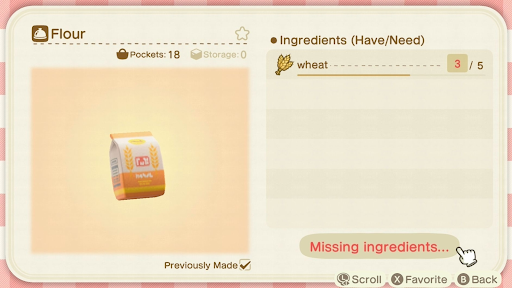 Flour
Pockets: 18 Storage: 0
Ingredients (Have/Need)
wheat 3 / 5
Missing ingredients...
Previously Made
Scroll X Favorite B Back